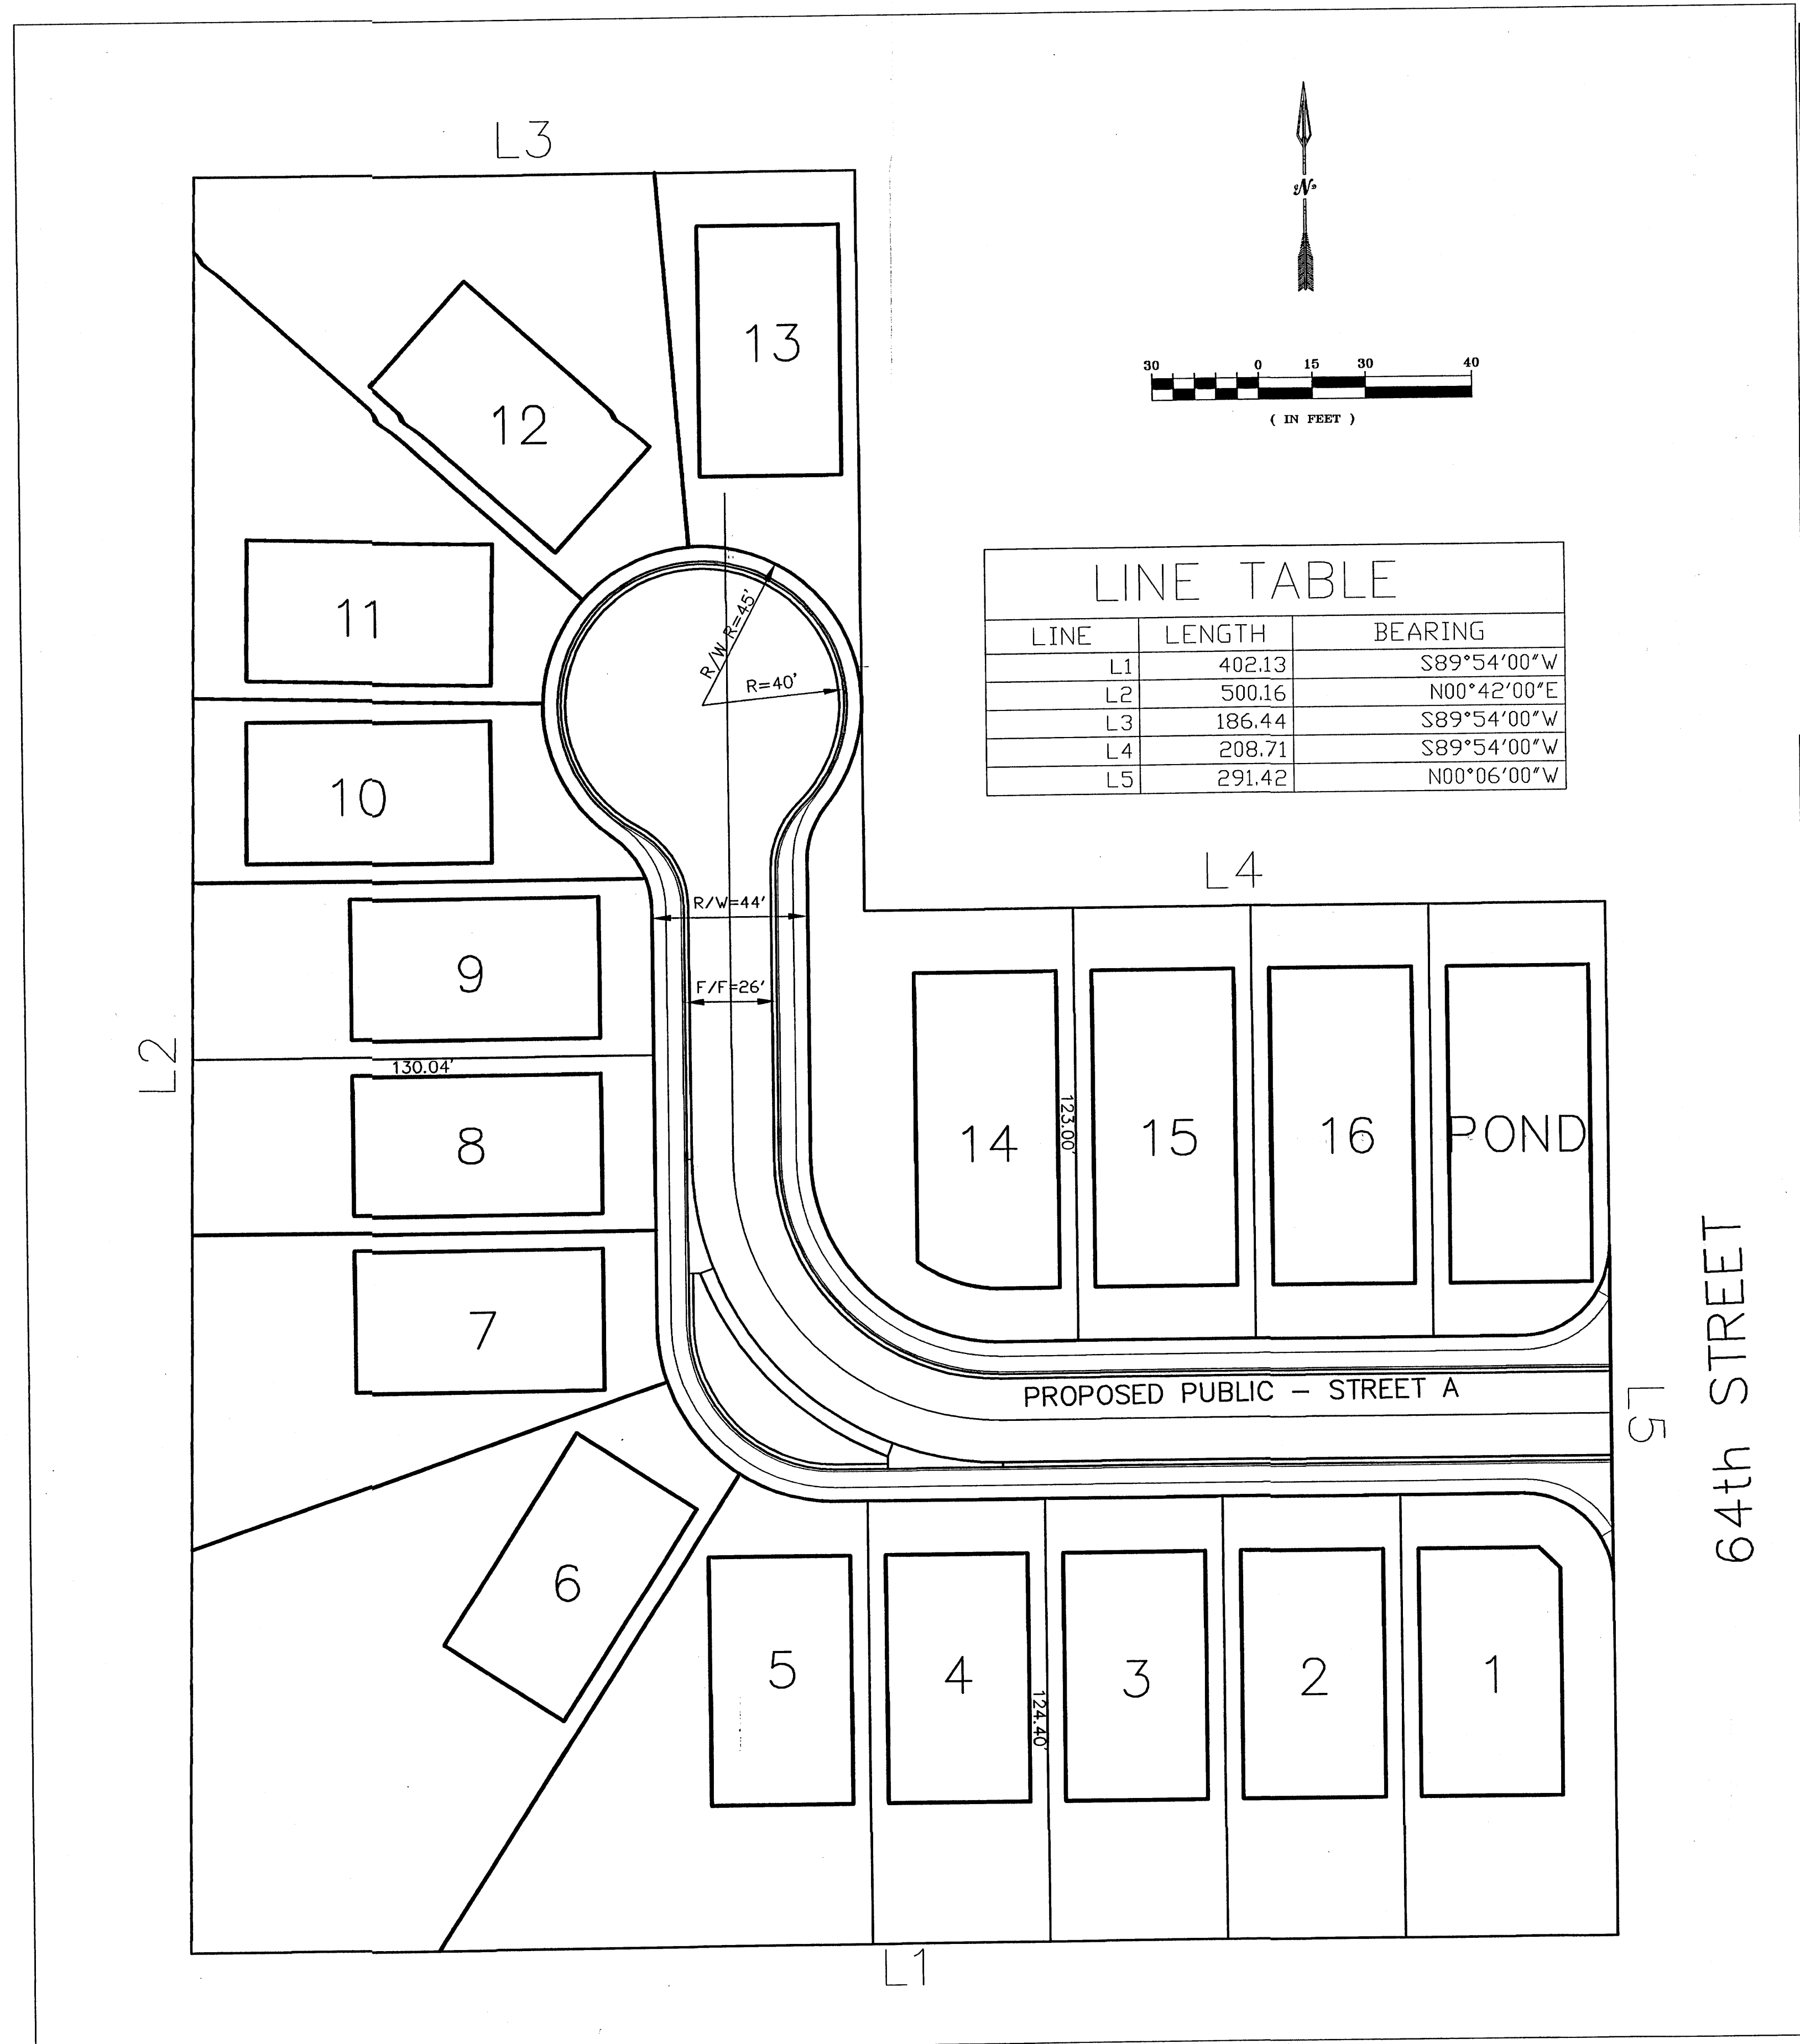 L3
N
13
30 0 15 30 40
( IN FEET )
12
LINE TABLE
LINE LENGTH BEARING
L1 402.13 S89°54'00"W
L2 500.16 N00°42'00"E
L3 186.44 S89°54'00"W
L4 208.71 S89°54'00"W
L5 291.42 N00°06'00"W
11
R/W R=45'
R=40'
10
L4
R/W=44'
9
F/F=26'
L2
130.04'
8
14
123.00'
15
16
POND
7
64th STREET
PROPOSED PUBLIC – STREET A
L5
6
5
4
124.40'
3
2
1
L1